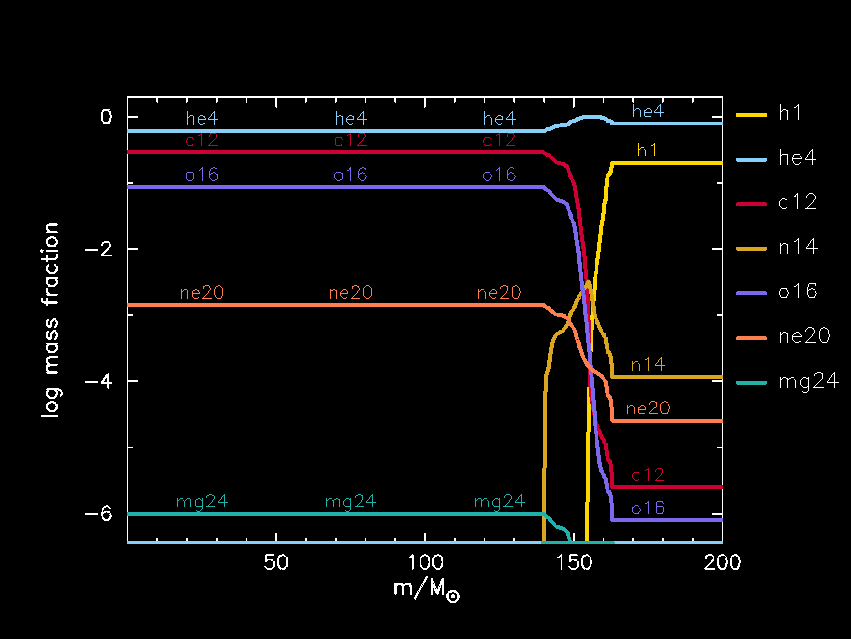 0
−2
−4
−6
50
100
150
200
log mass fraction
m/M☉
he4 he4 he4 he4
c12 c12 c12
h1
o16 o16 o16
ne20 ne20 ne20
n14
ne20
c12
mg24 mg24 mg24
o16
h1
he4
c12
n14
o16
ne20
mg24